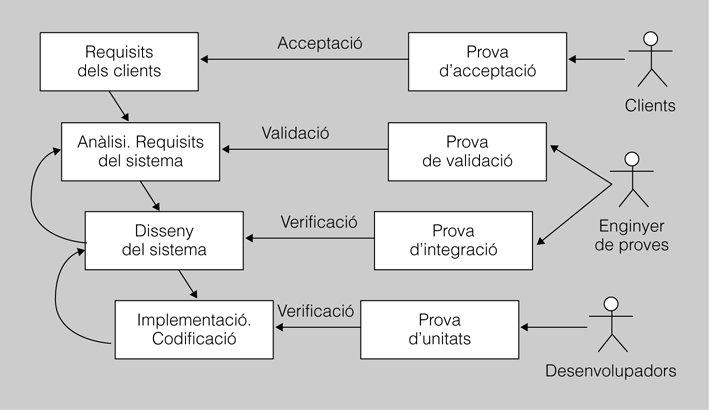 Requisits
dels clients
Acceptació
Prova
d'acceptació
Clients
Anàlisi. Requisits
del sistema
Validació
Prova
de validació
Enginyer
de proves
Disseny
del sistema
Verificació
Prova
d'integració
Implementació.
Codificació
Verificació
Prova
d'unitats
Desenvolupadors